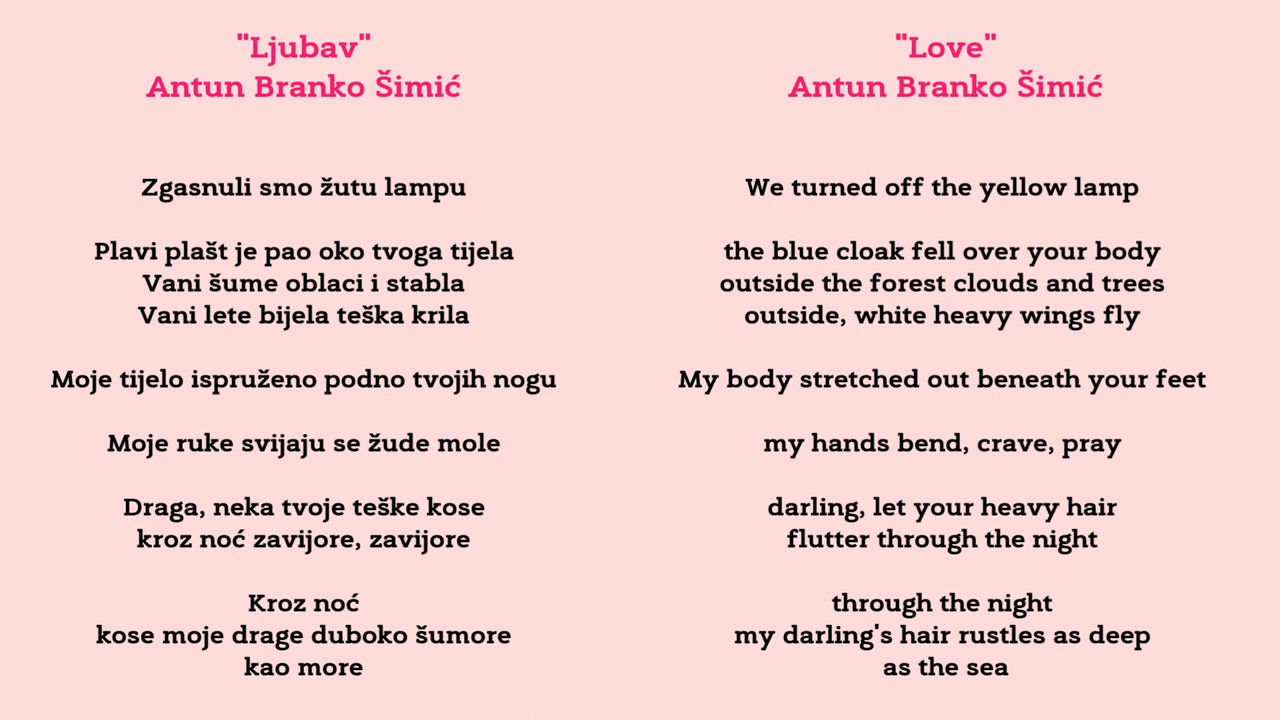 "Ljubav"
Antun Branko Šimić
Zgasnuli smo žutu lampu
Plavi plašt je pao oko tvoga tijela
Vani šume oblaci i stabla
Vani lete bijela teška krila
Moje tijelo ispruženo podno tvojih nogu
Moje ruke svijaju se žude mole
Draga, neka tvoje teške kose
kroz noć zavijore, zavijore
Kroz noć
kose moje drage duboko šumore
kao more
"Love"
Antun Branko Šimić
We turned off the yellow lamp
the blue cloak fell over your body
outside the forest clouds and trees
outside, white heavy wings fly
My body stretched out beneath your feet
my hands bend, crave, pray
darling, let your heavy hair
flutter through the night
through the night
my darling's hair rustles as deep
as the sea